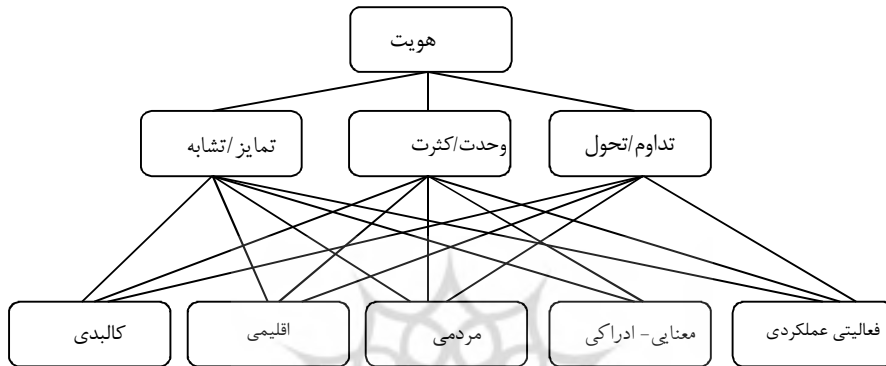 هویت
تداوم/تحول
وحدت/کثرت
تمایز/تشابه
فعالیتی عملکردی
معنایی- ادراکی
مردمی
اقلیمی
کالبدی